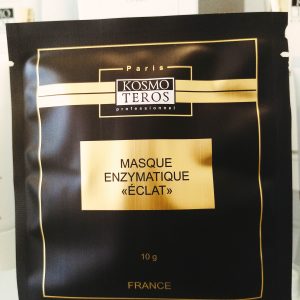 Paris
KOSMO
TEROS
professionnel
MASQUE
ENZYMATIQUE
«ÉCLAT»
10 g
FRANCE